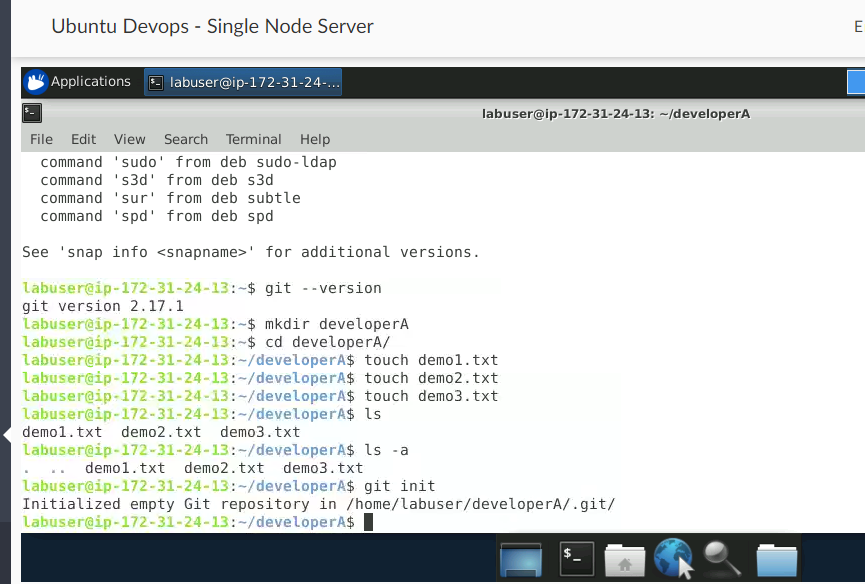 Ubuntu Devops - Single Node Server
E
Applications labuser@ip-172-31-24-...
labuser@ip-172-31-24-13: ~/developerA
File Edit View Search Terminal Help
command 'sudo' from deb sudo-ldap
command 's3d' from deb s3d
command 'sur' from deb subtle
command 'spd' from deb spd
See 'snap info <snapname>' for additional versions.
labuser@ip-172-31-24-13:~$ git --version
git version 2.17.1
labuser@ip-172-31-24-13:~$ mkdir developerA
labuser@ip-172-31-24-13:~$ cd developerA/
labuser@ip-172-31-24-13:~/developerA$ touch demo1.txt
labuser@ip-172-31-24-13:~/developerA$ touch demo2.txt
labuser@ip-172-31-24-13:~/developerA$ touch demo3.txt
labuser@ip-172-31-24-13:~/developerA$ ls
demo1.txt demo2.txt demo3.txt
labuser@ip-172-31-24-13:~/developerA$ ls -a
. .. demo1.txt demo2.txt demo3.txt
labuser@ip-172-31-24-13:~/developerA$ git init
Initialized empty Git repository in /home/labuser/developerA/.git/
labuser@ip-172-31-24-13:~/developerA$